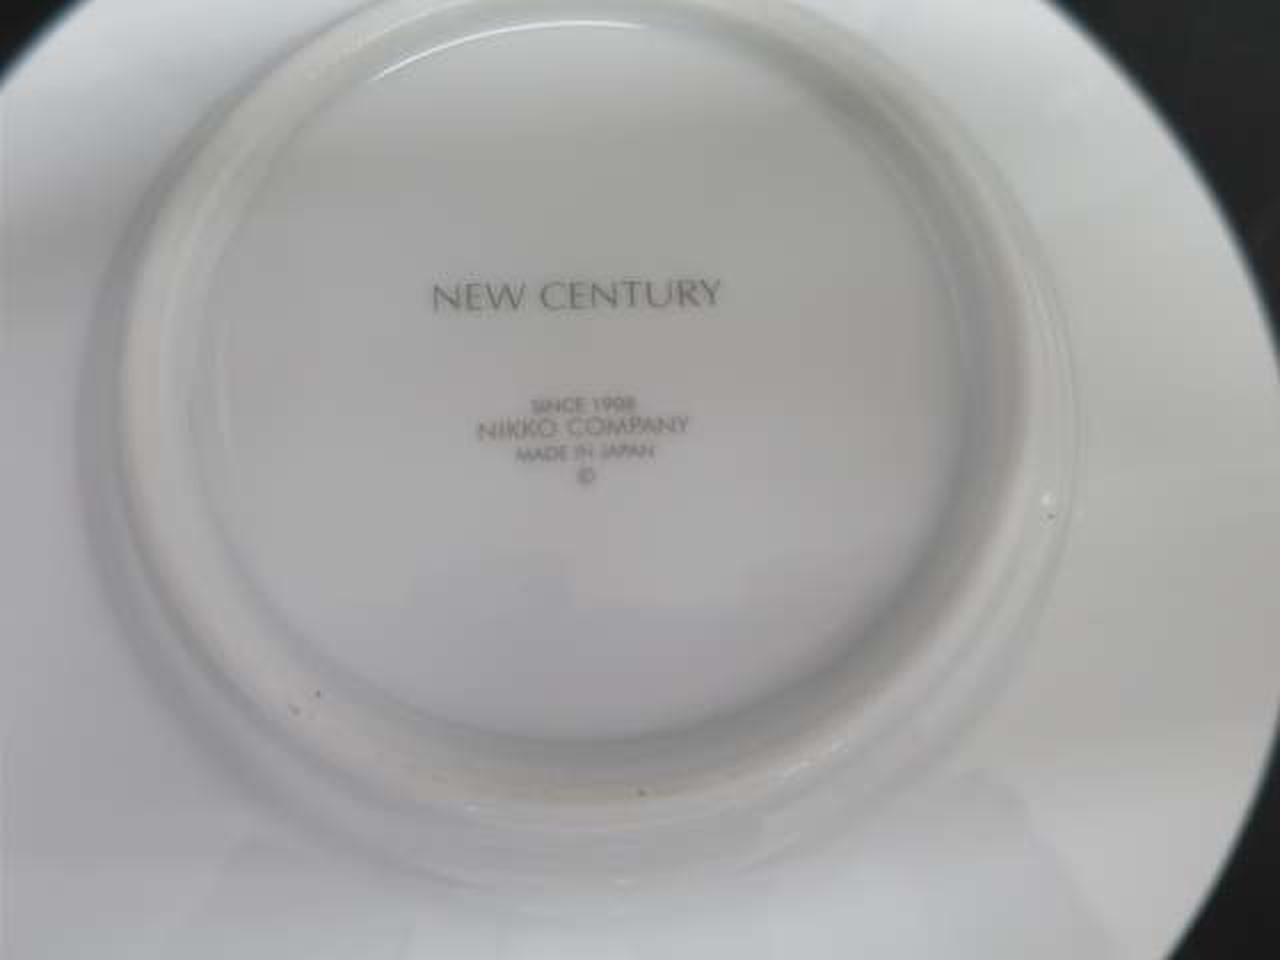 NEW CENTURY
SINCE 1908
NIKKO COMPANY
MADE IN JAPAN
©